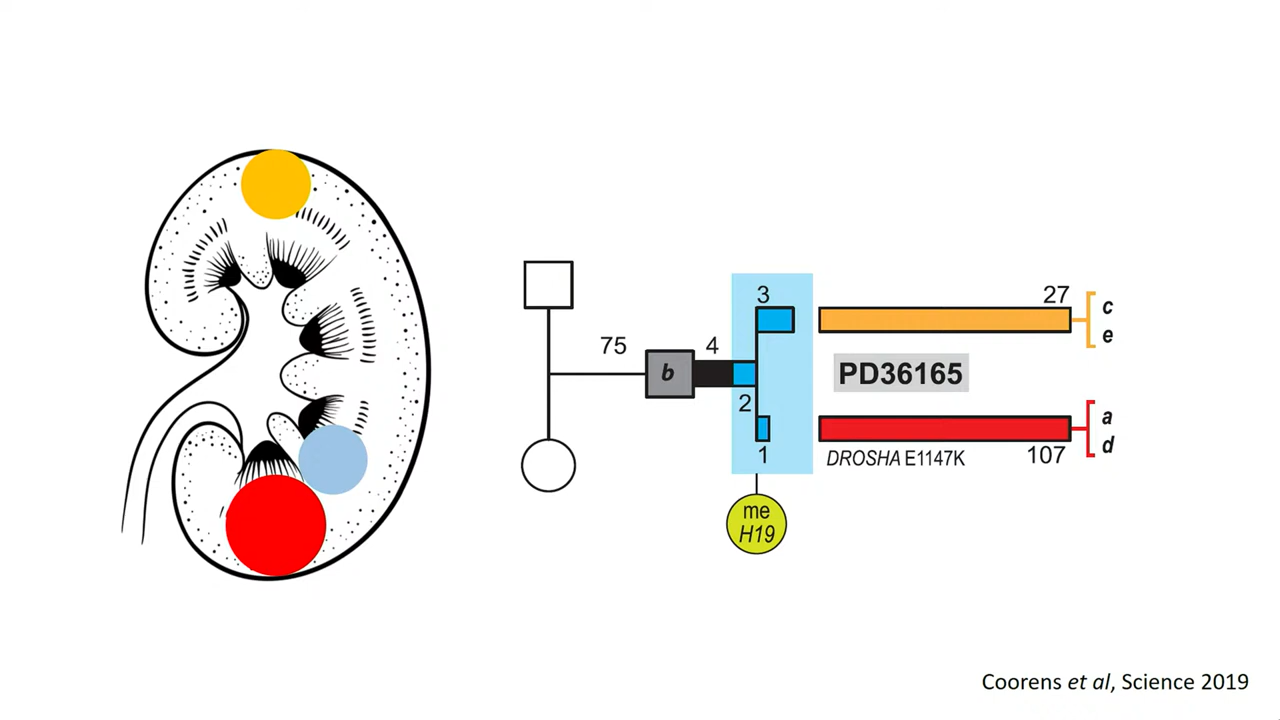 75
b
4
2
3
1
me
H19
27
c
e
PD36165
DROSHA E1147K
107
a
d
Coorens et al, Science 2019